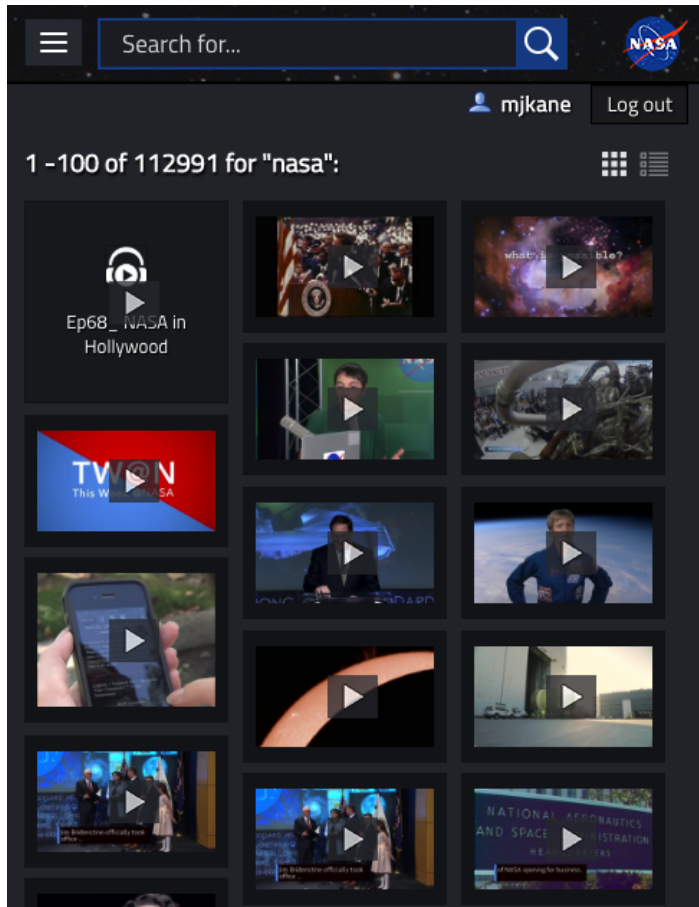 Search for...
NASA
mjkane
Log out
1 -100 of 112991 for "nasa":
Ep68_ NASA in
Hollywood
what is possible?
TW@N
This Week @NASA
Jim Bridenstine officially took
office ...
Jim Bridenstine officially took
office ...
NATIONAL AERONAUTICS
AND SPACE ADMINISTRATION
HEADQUARTERS
of NASA opening for business.